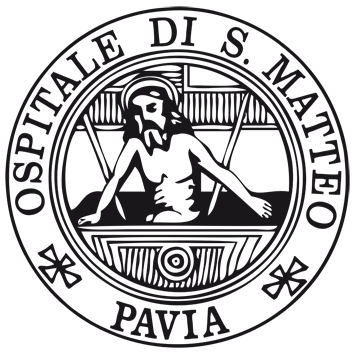 OSPITALE DI S. MATTEO
PAVIA